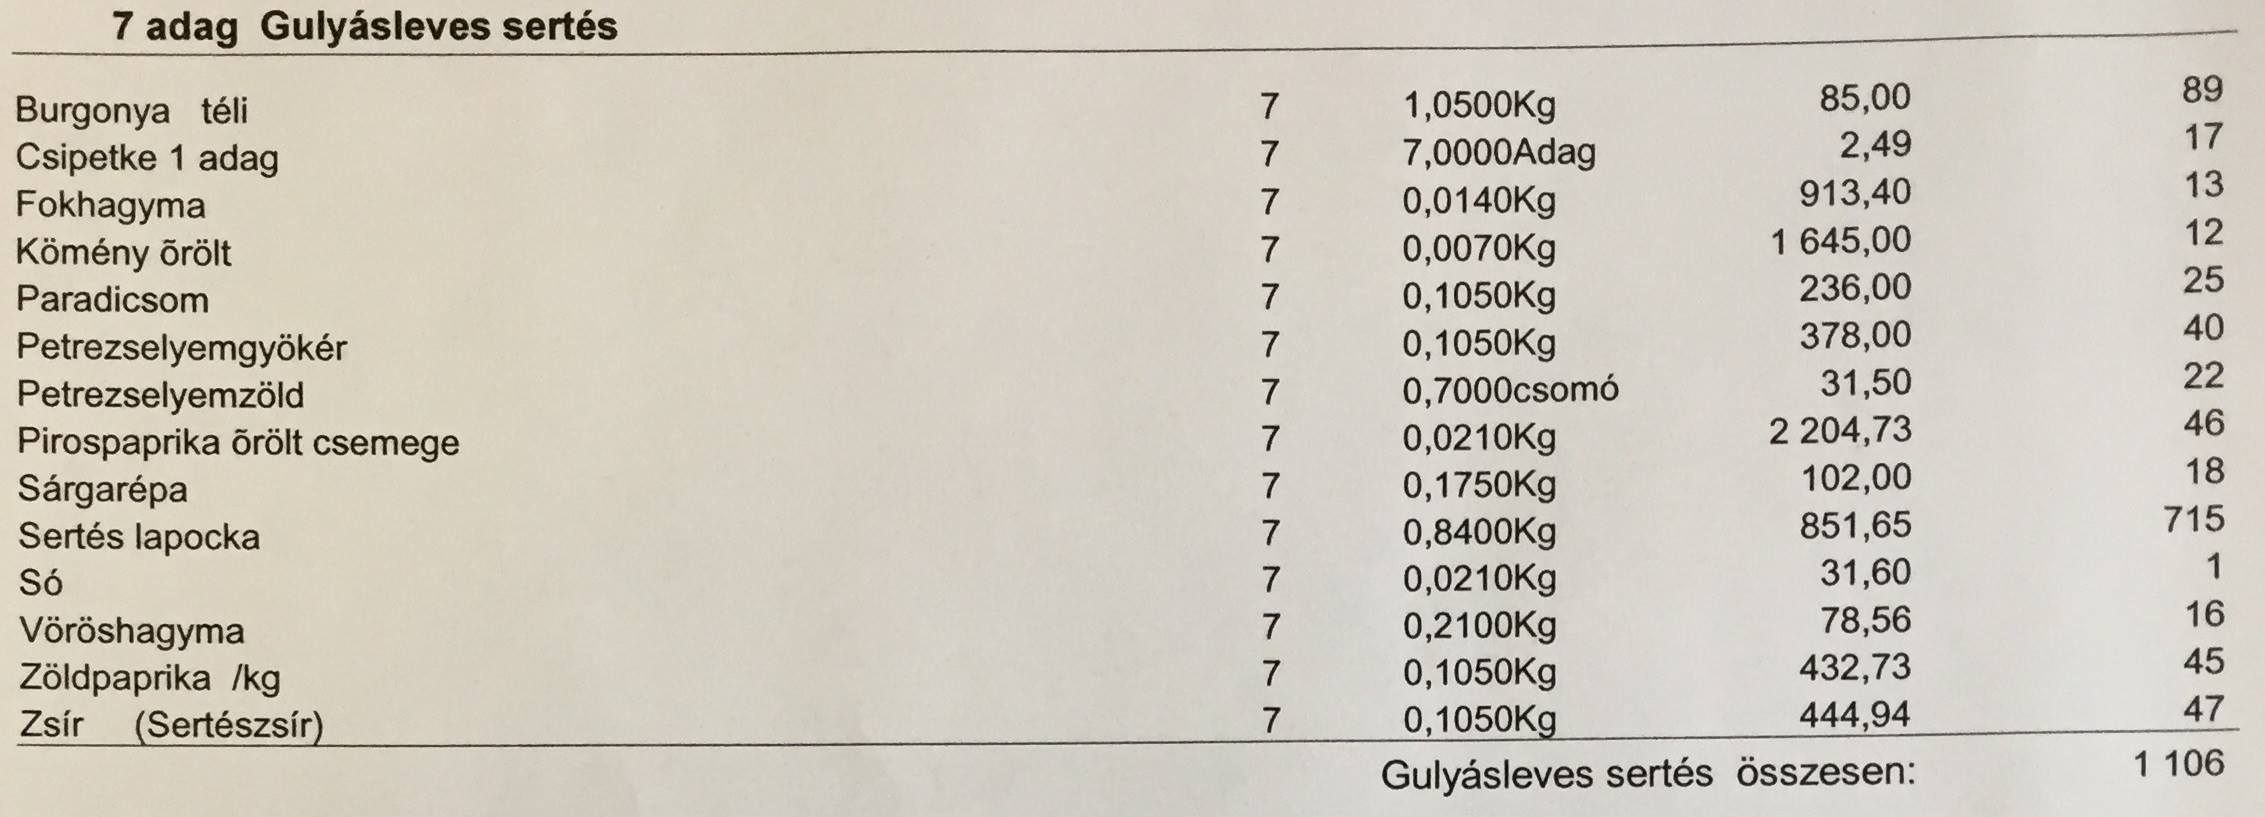 7 adag Gulyásleves sertés
Burgonya téli 7 1,0500Kg 85,00 89
Csipetke 1 adag 7 7,0000Adag 2,49 17
Fokhagyma 7 0,0140Kg 913,40 13
Kömény õrölt 7 0,0070Kg 1 645,00 12
Paradicsom 7 0,1050Kg 236,00 25
Petrezselyemgyökér 7 0,1050Kg 378,00 40
Petrezselyemzöld 7 0,7000csomó 31,50 22
Pirospaprika õrölt csemege 7 0,0210Kg 2 204,73 46
Sárgarépa 7 0,1750Kg 102,00 18
Sertés lapocka 7 0,8400Kg 851,65 715
Só 7 0,0210Kg 31,60 1
Vöröshagyma 7 0,2100Kg 78,56 16
Zöldpaprika /kg 7 0,1050Kg 432,73 45
Zsír (Sertészsír) 7 0,1050Kg 444,94 47
Gulyásleves sertés összesen: 1 106